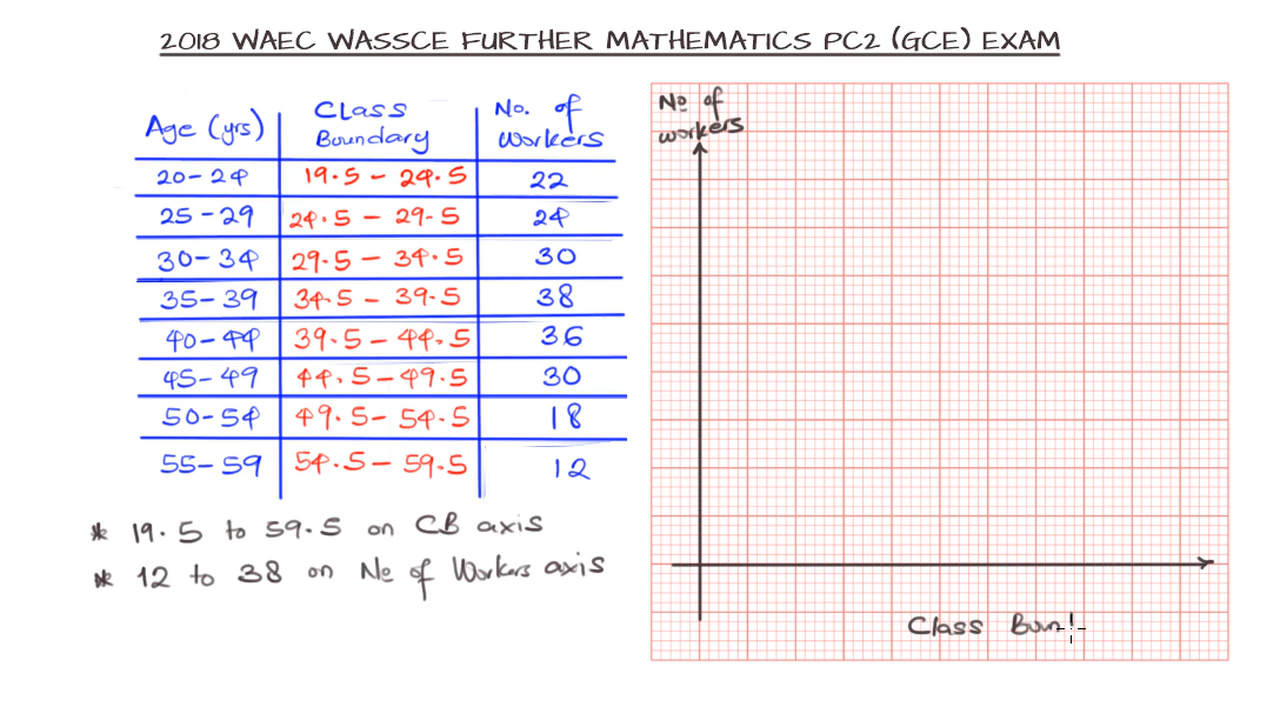 2018 WAEC WASSCE FURTHER MATHEMATICS PC2 (GCE) EXAM
Age (yrs) Class Boundary No. of workers
20-24 19.5 - 24.5 22
25-29 24.5 - 29.5 24
30-34 29.5 - 34.5 30
35-39 34.5 - 39.5 38
40-44 39.5 - 44.5 36
45-49 44.5 - 49.5 30
50-54 49.5 - 54.5 18
55-59 54.5 - 59.5 12
* 19.5 to 59.5 on CB axis
* 12 to 38 on No of Workers axis
No of
workers
Class Boun